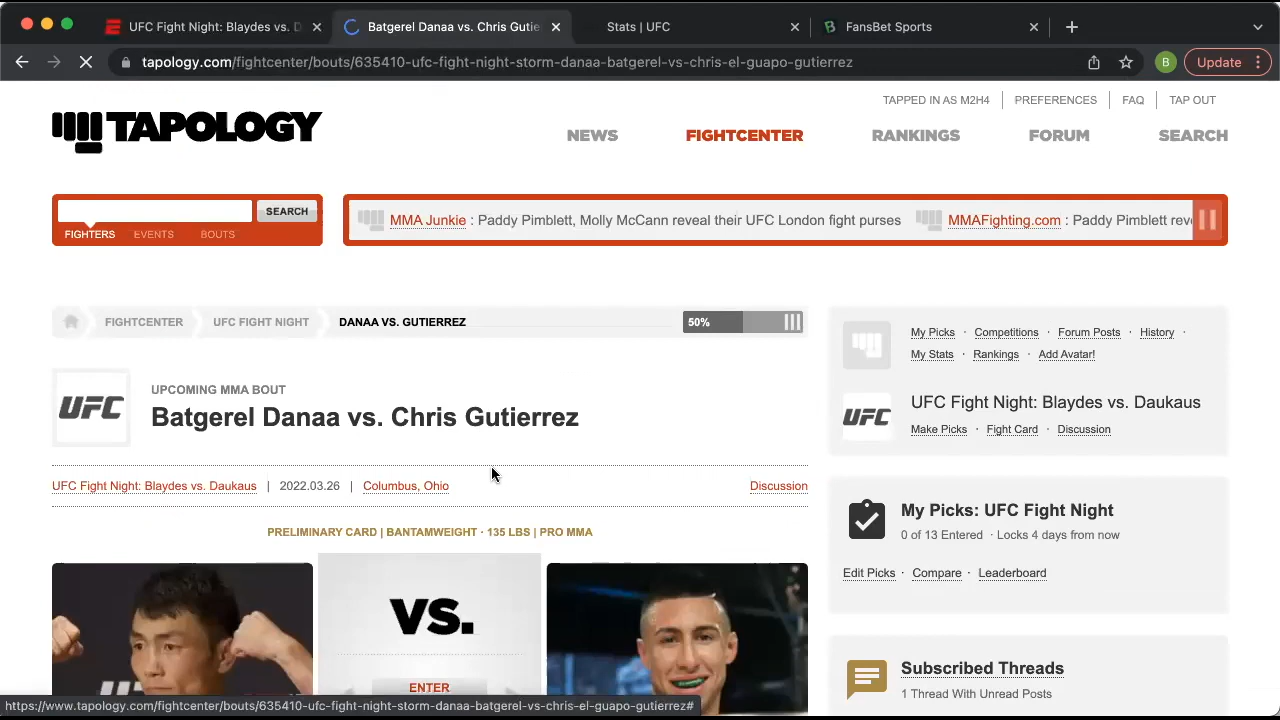 UFC Fight Night: Blaydes vs. D
Batgerel Danaa vs. Chris Gutie
Stats | UFC
FansBet Sports
tapology.com/fightcenter/bouts/635410-ufc-fight-night-storm-danaa-batgerel-vs-chris-el-guapo-gutierrez
B
Update
TAPPED IN AS M2H4
PREFERENCES
FAQ
TAP OUT
TAPOLOGY
NEWS
FIGHTCENTER
RANKINGS
FORUM
SEARCH
SEARCH
FIGHTERS
EVENTS
BOUTS
MMA Junkie : Paddy Pimblett, Molly McCann reveal their UFC London fight purses
MMAFighting.com : Paddy Pimblett reve
FIGHTCENTER
UFC FIGHT NIGHT
DANAA VS. GUTIERREZ
50%
UFC
UPCOMING MMA BOUT
Batgerel Danaa vs. Chris Gutierrez
UFC Fight Night: Blaydes vs. Daukaus | 2022.03.26 | Columbus, Ohio
Discussion
PRELIMINARY CARD | BANTAMWEIGHT · 135 LBS | PRO MMA
VS.
ENTER
My Picks · Competitions · Forum Posts · History ·
My Stats · Rankings · Add Avatar!
UFC
UFC Fight Night: Blaydes vs. Daukaus
Make Picks · Fight Card · Discussion
My Picks: UFC Fight Night
0 of 13 Entered · Locks 4 days from now
Edit Picks · Compare · Leaderboard
Subscribed Threads
1 Thread With Unread Posts
https://www.tapology.com/fightcenter/bouts/635410-ufc-fight-night-storm-danaa-batgerel-vs-chris-el-guapo-gutierrez#